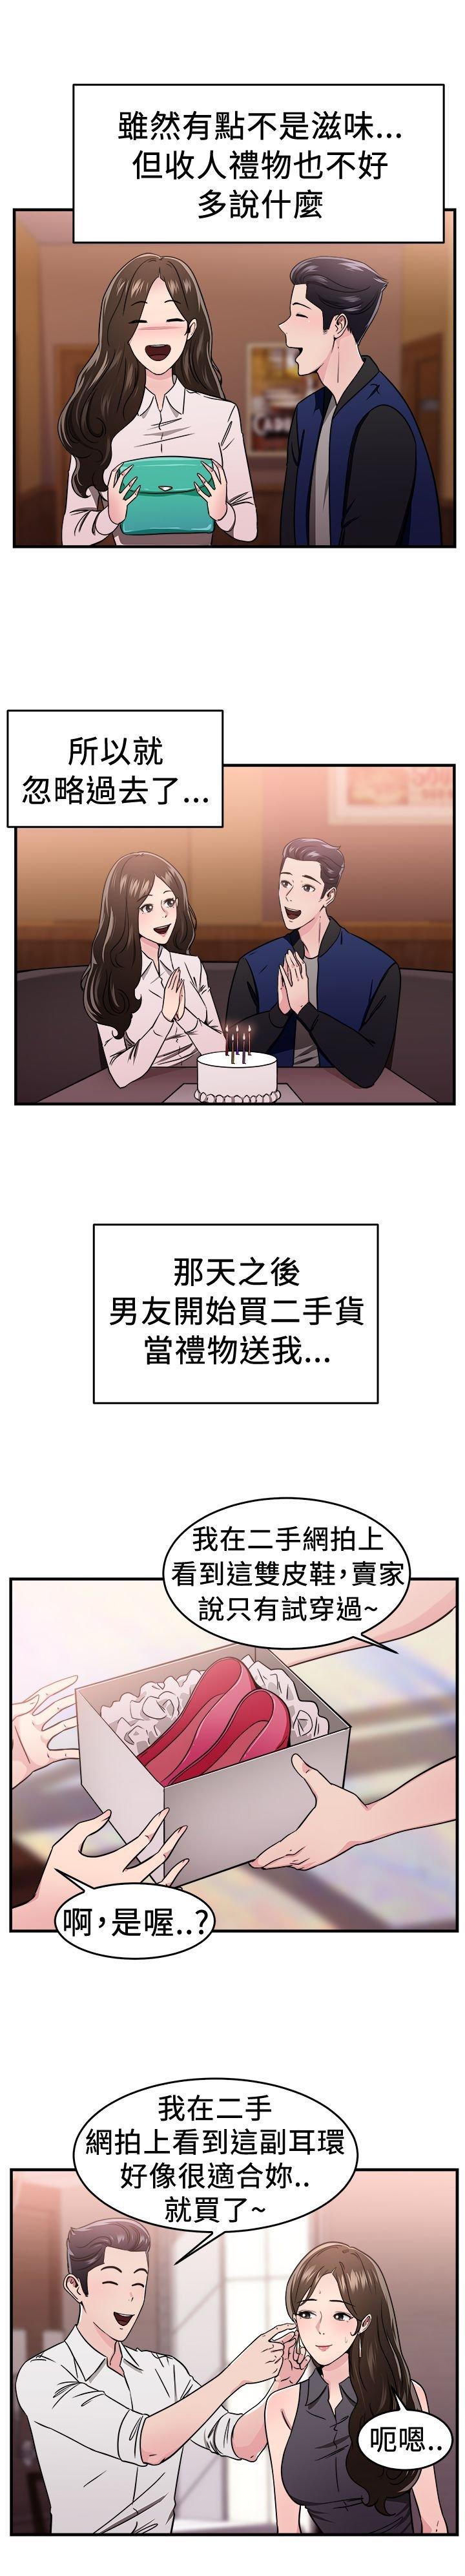 雖然有點不是滋味...
但收人禮物也不好
多說什麼
所以就
忽略過去了...
那天之後
男友開始買二手貨
當禮物送我...
我在二手網拍上
看到這雙皮鞋,賣家
說只有試穿過~
啊,是喔..?
我在二手
網拍上看到這副耳環
好像很適合妳..
就買了~
呃嗯..